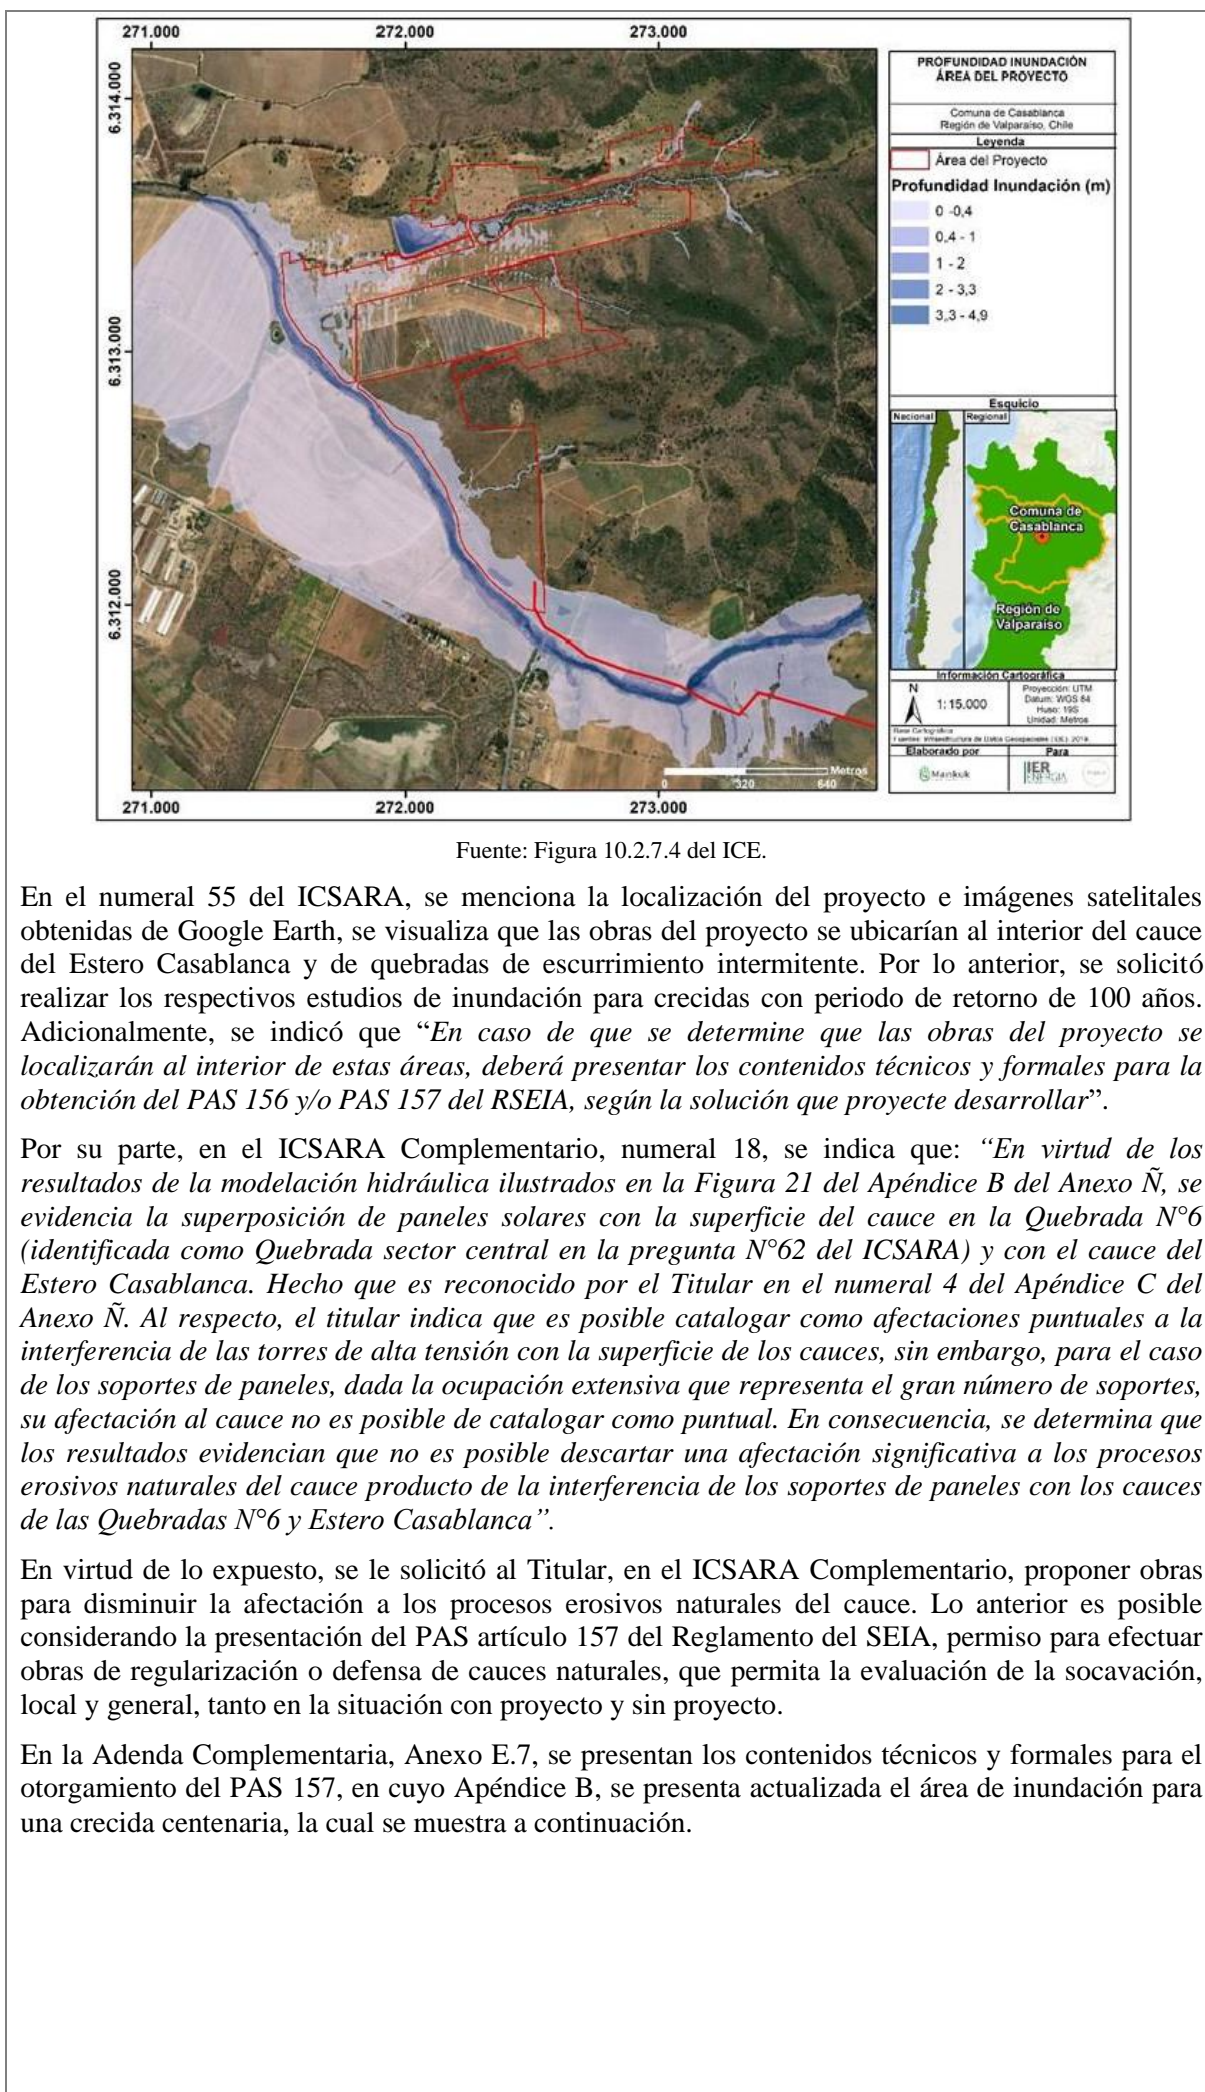 271.000 272.000 273.000
6.314.000
6.313.000
6.312.000
PROFUNDIDAD INUNDACIÓN
ÁREA DEL PROYECTO
Comuna de Casablanca
Región de Valparaíso, Chile
Leyenda
Área del Proyecto
Profundidad Inundación (m)
0 -0,4
0,4 - 1
1 - 2
2 - 3,3
3,3 - 4,9
Esquicio
Nacional Regional
Comuna de
Casablanca
Región de
Valparaíso
Información Cartográfica
N
1:15.000
Proyección: UTM
Datum: WGS 84
Huso: 19S
Unidad: Metros
Elaborado por Para
Mankuk
IER
ENERGÍA
Metros
0 320 640
271.000 272.000 273.000
Fuente: Figura 10.2.7.4 del ICE.
En el numeral 55 del ICSARA, se menciona la localización del proyecto e imágenes satelitales
obtenidas de Google Earth, se visualiza que las obras del proyecto se ubicarían al interior del cauce
del Estero Casablanca y de quebradas de escurrimiento intermitente. Por lo anterior, se solicitó
realizar los respectivos estudios de inundación para crecidas con periodo de retorno de 100 años.
Adicionalmente, se indicó que “En caso de que se determine que las obras del proyecto se
localizarán al interior de estas áreas, deberá presentar los contenidos técnicos y formales para la
obtención del PAS 156 y/o PAS 157 del RSEIA, según la solución que proyecte desarrollar”.
Por su parte, en el ICSARA Complementario, numeral 18, se indica que: “En virtud de los
resultados de la modelación hidráulica ilustrados en la Figura 21 del Apéndice B del Anexo Ñ, se
evidencia la superposición de paneles solares con la superficie del cauce en la Quebrada N°6
(identificada como Quebrada sector central en la pregunta N°62 del ICSARA) y con el cauce del
Estero Casablanca. Hecho que es reconocido por el Titular en el numeral 4 del Apéndice C del
Anexo Ñ. Al respecto, el titular indica que es posible catalogar como afectaciones puntuales a la
interferencia de las torres de alta tensión con la superficie de los cauces, sin embargo, para el caso
de los soportes de paneles, dada la ocupación extensiva que representa el gran número de soportes,
su afectación al cauce no es posible de catalogar como puntual. En consecuencia, se determina que
los resultados evidencian que no es posible descartar una afectación significativa a los procesos
erosivos naturales del cauce producto de la interferencia de los soportes de paneles con los cauces
de las Quebradas N°6 y Estero Casablanca”.
En virtud de lo expuesto, se le solicitó al Titular, en el ICSARA Complementario, proponer obras
para disminuir la afectación a los procesos erosivos naturales del cauce. Lo anterior es posible
considerando la presentación del PAS artículo 157 del Reglamento del SEIA, permiso para efectuar
obras de regularización o defensa de cauces naturales, que permita la evaluación de la socavación,
local y general, tanto en la situación con proyecto y sin proyecto.
En la Adenda Complementaria, Anexo E.7, se presentan los contenidos técnicos y formales para el
otorgamiento del PAS 157, en cuyo Apéndice B, se presenta actualizada el área de inundación para
una crecida centenaria, la cual se muestra a continuación.